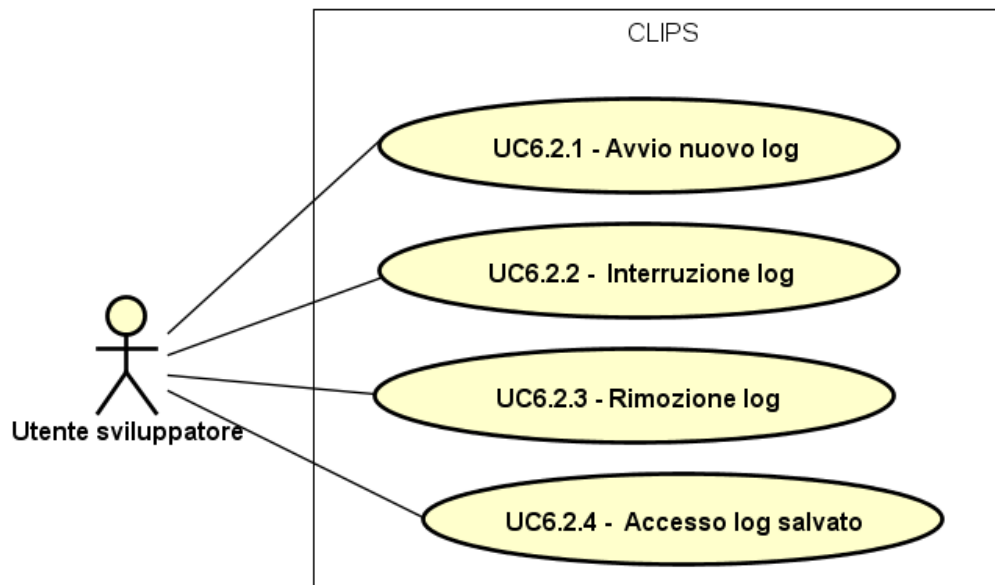 CLIPS
UC6.2.1 - Avvio nuovo log
UC6.2.2 - Interruzione log
UC6.2.3 - Rimozione log
Utente sviluppatore
UC6.2.4 - Accesso log salvato